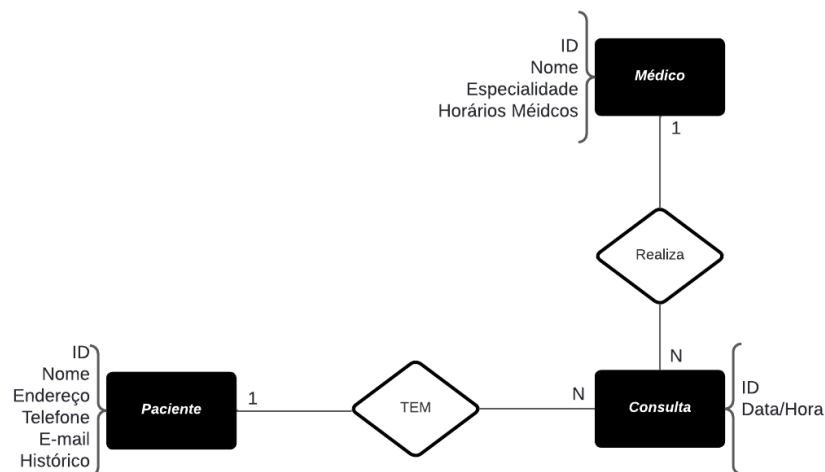 ID
Nome
Especialidade
Horários Méidcos
Médico
1
Realiza
N
ID
Nome
Endereço
Telefone
E-mail
Histórico
Paciente
1
TEM
N
Consulta
ID
Data/Hora